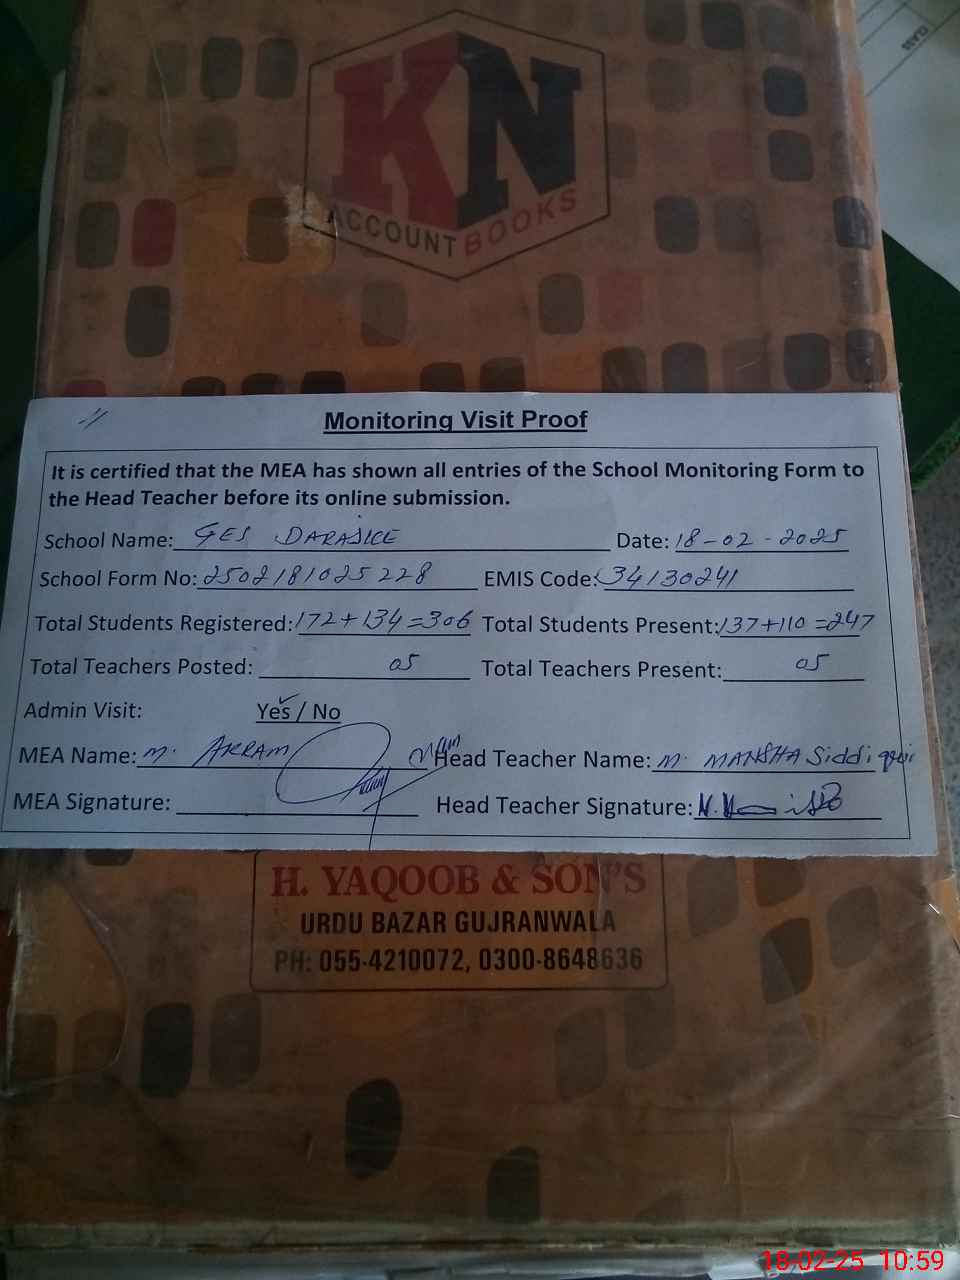 CLASS
KN
ACCOUNT BOOKS
Monitoring Visit Proof
It is certified that the MEA has shown all entries of the School Monitoring Form to
the Head Teacher before its online submission.
School Name: GES DARAJKE Date: 18-02-2025
School Form No: 2502181025228 EMIS Code: 34130241
Total Students Registered: 172+134=306 Total Students Present: 137+110=247
Total Teachers Posted: 05 Total Teachers Present: 05
Admin Visit: Yes / No
MEA Name: M. AKRAM Head Teacher Name: M. MANSHA Siddiqui
MEA Signature: Head Teacher Signature:
H. YAQOOB & SON'S
URDU BAZAR GUJRANWALA
PH: 055-4210072, 0300-8648636
18-02-25 10:59